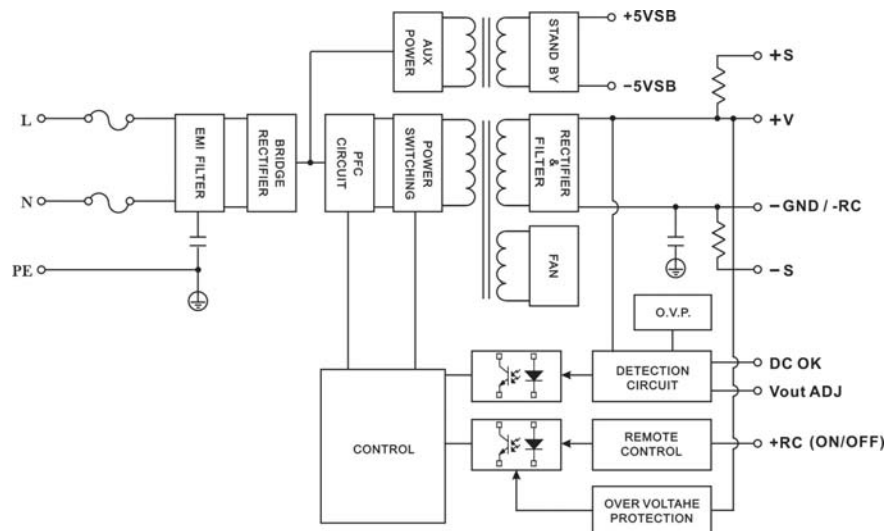 AUX
POWER
STAND BY
+5VSB
−5VSB
+S
L
EMI FILTER
BRIDGE
RECTIFIER
PFC
CIRCUIT
POWER
SWITCHING
RECTIFIER
&
FILTER
+V
N
−GND / -RC
PE
FAN
−S
O.V.P.
DETECTION
CIRCUIT
DC OK
Vout ADJ
CONTROL
REMOTE
CONTROL
+RC (ON/OFF)
OVER VOLTAHE
PROTECTION